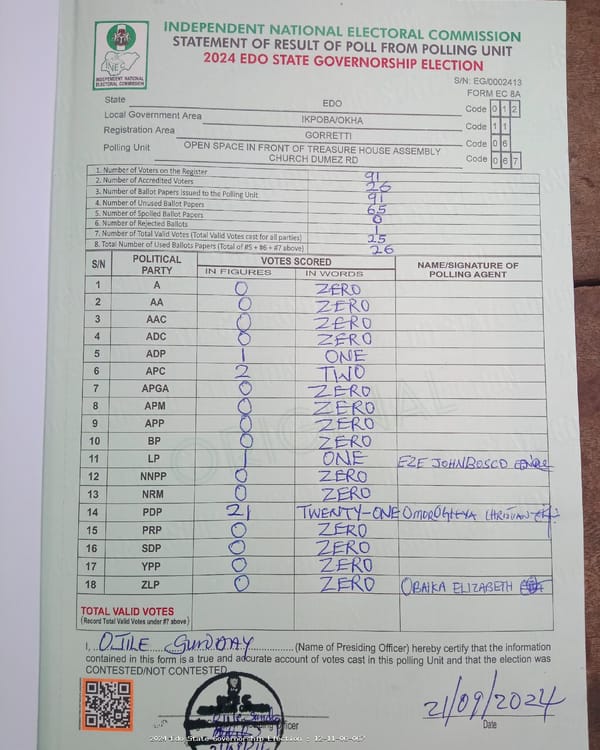 INDEPENDENT NATIONAL ELECTORAL COMMISSION
STATEMENT OF RESULT OF POLL FROM POLLING UNIT
2024 EDO STATE GOVERNORSHIP ELECTION
INEC
INDEPENDENT NATIONAL ELECTORAL COMMISSION
S/N: EG/0002413
FORM EC 8A
State EDO Code 0 1 2
Local Government Area IKPOBA/OKHA Code 1 1
Registration Area GORRETTI Code 0 6
Polling Unit OPEN SPACE IN FRONT OF TREASURE HOUSE ASSEMBLY CHURCH DUMEZ RD Code 0 6 7
1. Number of Voters on the Register 91
2. Number of Accredited Voters 26
3. Number of Ballot Papers Issued to the Polling Unit 91
4. Number of Unused Ballot Papers 65
5. Number of Spoiled Ballot Papers 0
6. Number of Rejected Ballots 1
7. Number of Total Valid Votes (Total Valid Votes cast for all parties) 25
8. Total Number of Used Ballots Papers (Total of #5 + #6 + #7 above) 26
S/N POLITICAL PARTY VOTES SCORED NAME/SIGNATURE OF POLLING AGENT
IN FIGURES IN WORDS
1 A 0 ZERO
2 AA 0 ZERO
3 AAC 0 ZERO
4 ADC 0 ZERO
5 ADP 1 ONE
6 APC 2 TWO
7 APGA 0 ZERO
8 APM 0 ZERO
9 APP 0 ZERO
10 BP 0 ZERO
11 LP 1 ONE EZE JOHNBOSCO
12 NNPP 0 ZERO
13 NRM 0 ZERO
14 PDP 21 TWENTY-ONE OMOROGIEVA CHRISTIAN
15 PRP 0 ZERO
16 SDP 0 ZERO
17 YPP 0 ZERO
18 ZLP 0 ZERO OBAIKA ELIZABETH
ORIGINAL
TOTAL VALID VOTES
(Record Total Valid Votes under #7 above)
I, OJILE SUNDAY (Name of Presiding Officer) hereby certify that the information
contained in this form is a true and adcurate account of votes cast in this polling Unit and that the election was
CONTESTED/NOT CONTESTED
21/09/2024
Officer Date
2024 Edo State Governorship Election : 12-11-06-067